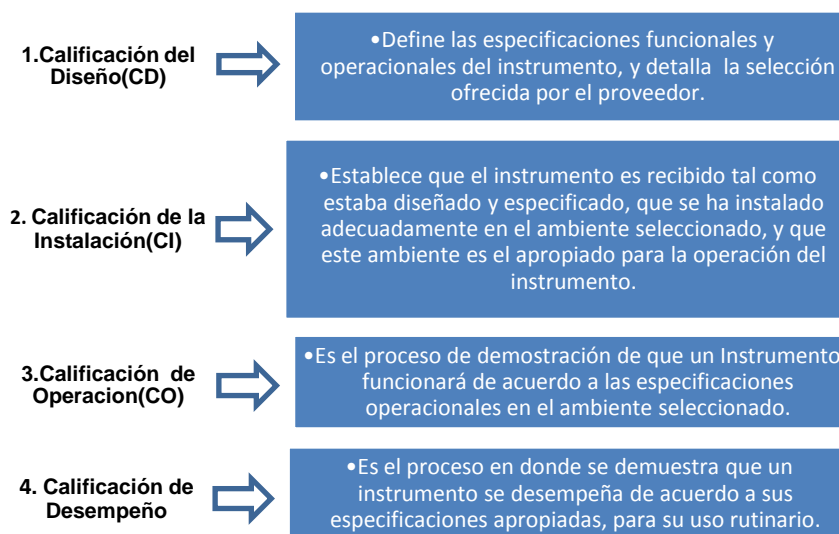 1.Calificación del
Diseño(CD)
•Define las especificaciones funcionales y
operacionales del instrumento, y detalla la selección
ofrecida por el proveedor.
2. Calificación de la
Instalación(CI)
•Establece que el instrumento es recibido tal como
estaba diseñado y especificado, que se ha instalado
adecuadamente en el ambiente seleccionado, y que
este ambiente es el apropiado para la operación del
instrumento.
3.Calificación de
Operacion(CO)
•Es el proceso de demostración de que un Instrumento
funcionará de acuerdo a las especificaciones
operacionales en el ambiente seleccionado.
4. Calificación de
Desempeño
•Es el proceso en donde se demuestra que un
instrumento se desempeña de acuerdo a sus
especificaciones apropiadas, para su uso rutinario.